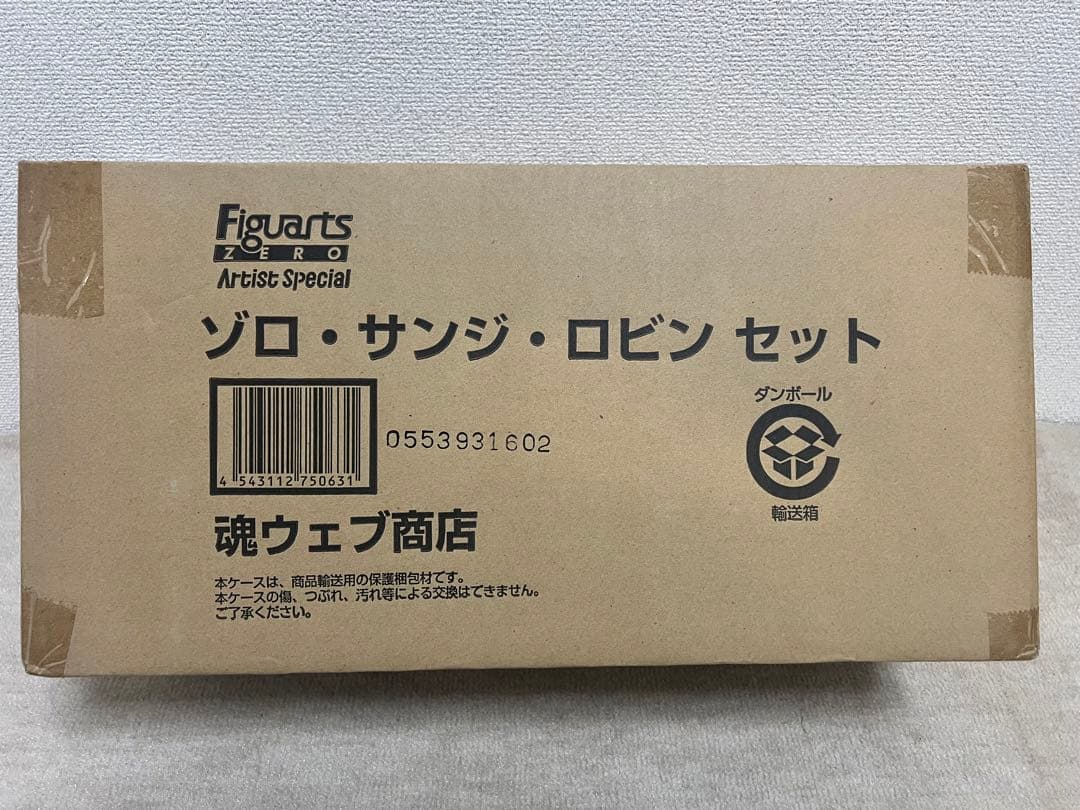 Figuarts
ZERO
Artist Special
ゾロ・サンジ・ロビン セット
4 543112 750631
0553931602
ダンボール
輸送箱
魂ウェブ商店
本ケースは、商品輸送用の保護梱包材です。
本ケースの傷、つぶれ、汚れ等による交換はできません。
ご了承ください。